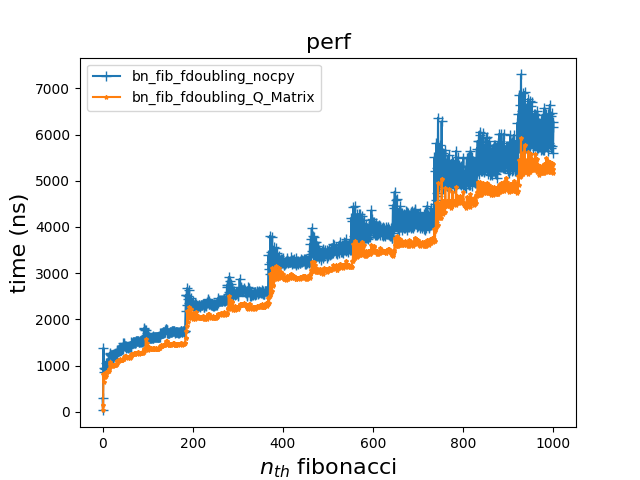 perf
bn_fib_fdoubling_nocpy
bn_fib_fdoubling_Q_Matrix
time (ns)
7000
6000
5000
4000
3000
2000
1000
0
0 200 400 600 800 1000
n_th fibonacci